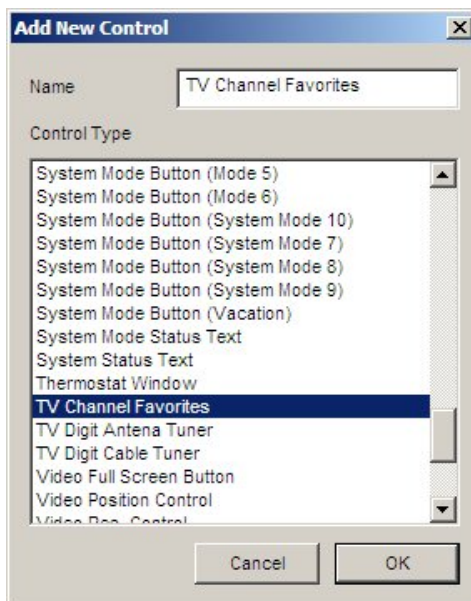 Add New Control
Name TV Channel Favorites
Control Type
System Mode Button (Mode 5)
System Mode Button (Mode 6)
System Mode Button (System Mode 10)
System Mode Button (System Mode 7)
System Mode Button (System Mode 8)
System Mode Button (System Mode 9)
System Mode Button (Vacation)
System Mode Status Text
System Status Text
Thermostat Window
TV Channel Favorites
TV Digit Antena Tuner
TV Digit Cable Tuner
Video Full Screen Button
Video Position Control
Video Pos. Control
Cancel OK